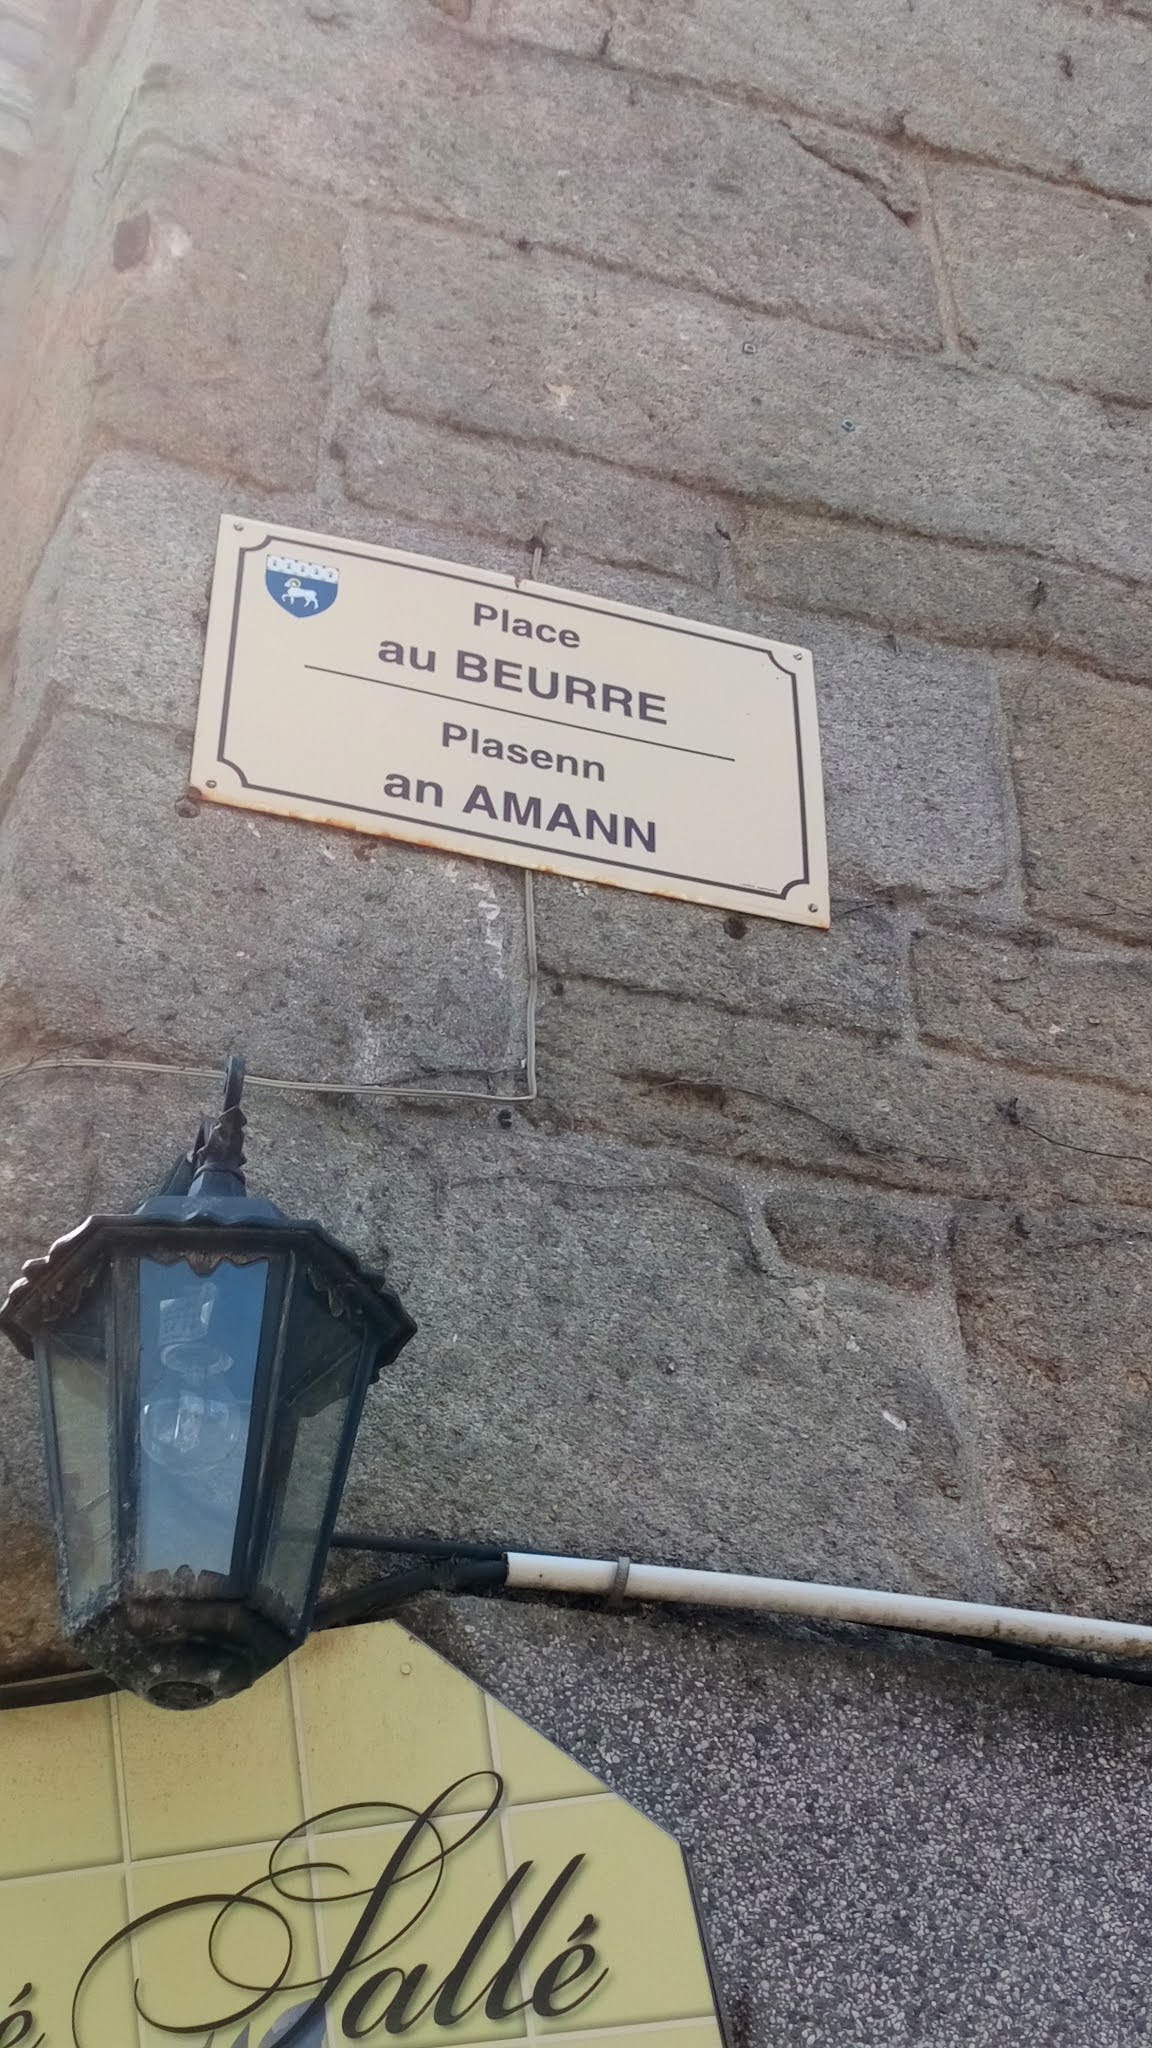 Place
au BEURRE
Plasenn
an AMANN
é Sallé